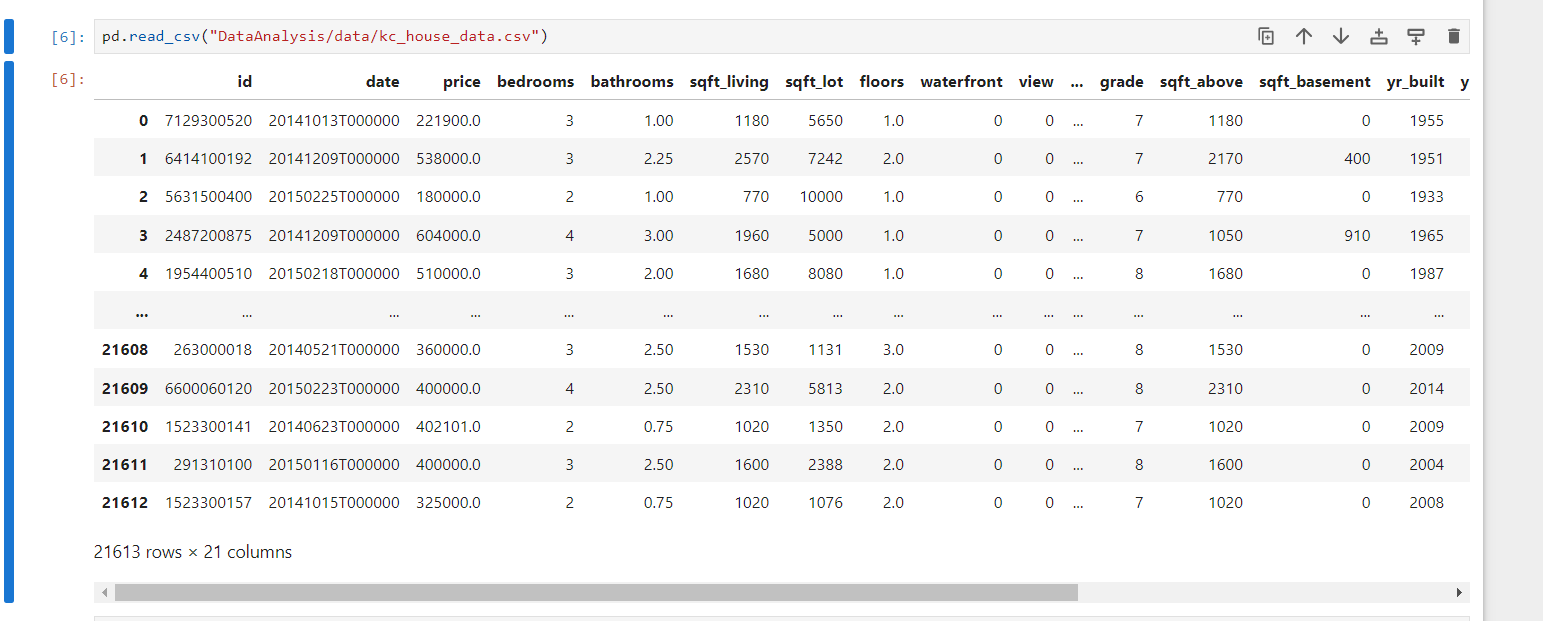 [6]: pd.read_csv("DataAnalysis/data/kc_house_data.csv")
[6]: id date price bedrooms bathrooms sqft_living sqft_lot floors waterfront view ... grade sqft_above sqft_basement yr_built y
0 7129300520 20141013T000000 221900.0 3 1.00 1180 5650 1.0 0 0 ... 7 1180 0 1955
1 6414100192 20141209T000000 538000.0 3 2.25 2570 7242 2.0 0 0 ... 7 2170 400 1951
2 5631500400 20150225T000000 180000.0 2 1.00 770 10000 1.0 0 0 ... 6 770 0 1933
3 2487200875 20141209T000000 604000.0 4 3.00 1960 5000 1.0 0 0 ... 7 1050 910 1965
4 1954400510 20150218T000000 510000.0 3 2.00 1680 8080 1.0 0 0 ... 8 1680 0 1987
... ... ... ... ... ... ... ... ... ... ... ... ... ... ... ...
21608 263000018 20140521T000000 360000.0 3 2.50 1530 1131 3.0 0 0 ... 8 1530 0 2009
21609 6600060120 20150223T000000 400000.0 4 2.50 2310 5813 2.0 0 0 ... 8 2310 0 2014
21610 1523300141 20140623T000000 402101.0 2 0.75 1020 1350 2.0 0 0 ... 7 1020 0 2009
21611 291310100 20150116T000000 400000.0 3 2.50 1600 2388 2.0 0 0 ... 8 1600 0 2004
21612 1523300157 20141015T000000 325000.0 2 0.75 1020 1076 2.0 0 0 ... 7 1020 0 2008
21613 rows × 21 columns